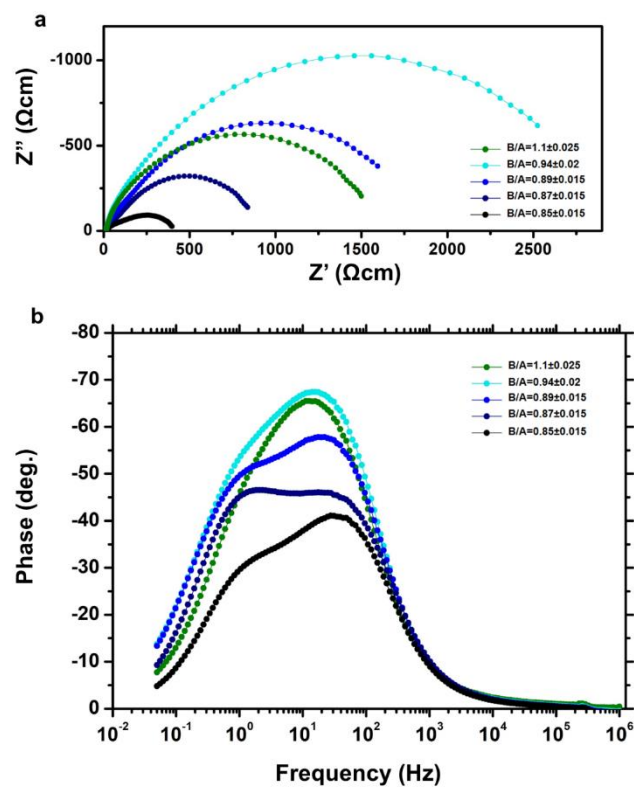 a
-1000
-500
0
Z'' (Ωcm)
B/A=1.1±0.025
B/A=0.94±0.02
B/A=0.89±0.015
B/A=0.87±0.015
B/A=0.85±0.015
0 500 1000 1500 2000 2500
Z' (Ωcm)
b
-80
-70
-60
-50
-40
-30
-20
-10
0
Phase (deg.)
B/A=1.1±0.025
B/A=0.94±0.02
B/A=0.89±0.015
B/A=0.87±0.015
B/A=0.85±0.015
10⁻² 10⁻¹ 10⁰ 10¹ 10² 10³ 10⁴ 10⁵ 10⁶
Frequency (Hz)